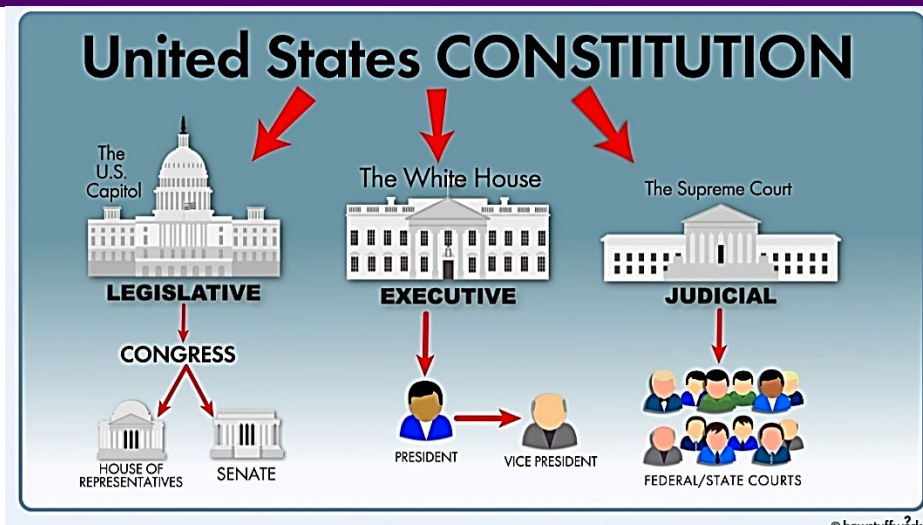 United States CONSTITUTION
The
U.S.
Capitol
The White House
The Supreme Court
LEGISLATIVE
EXECUTIVE
JUDICIAL
CONGRESS
HOUSE OF
REPRESENTATIVES
SENATE
PRESIDENT
VICE PRESIDENT
FEDERAL/STATE COURTS
2